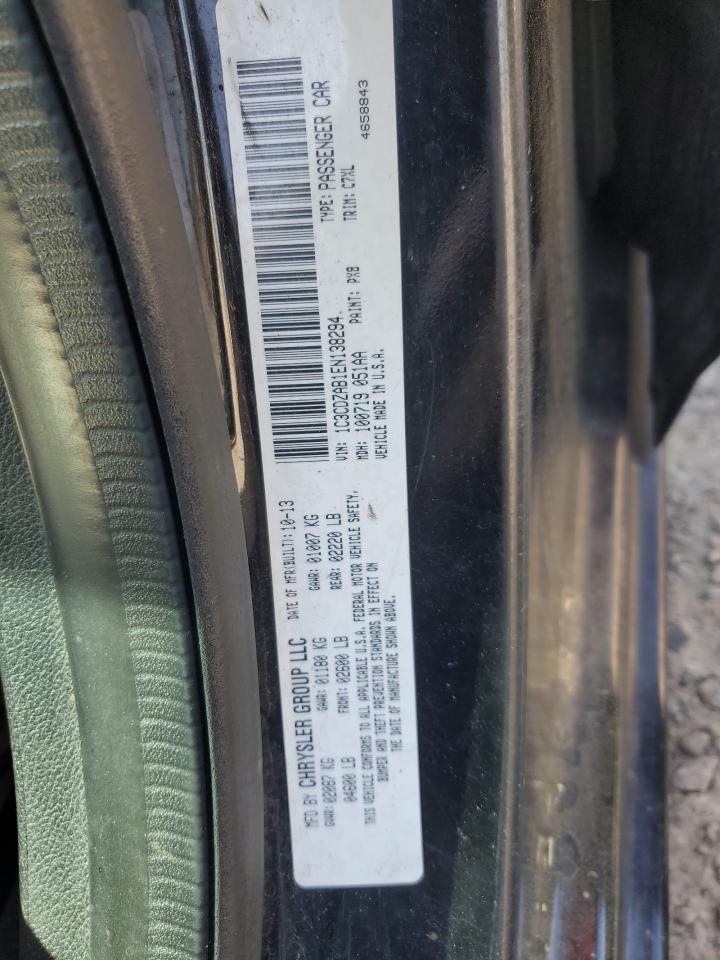 MFD BY CHRYSLER GROUP LLC
DATE OF MFR(BUILT): 10-13
GVWR: 02087 KG
GAWR: 01180 KG
GAWR: 01007 KG
04600 LB
FRONT: 02600 LB
REAR: 02220 LB
THIS VEHICLE CONFORMS TO ALL APPLICABLE U.S.A. FEDERAL MOTOR VEHICLE SAFETY,
BUMPER AND THEFT PREVENTION STANDARDS IN EFFECT ON
THE DATE OF MANUFACTURE SHOWN ABOVE.
VIN: 1C3CDZAB1EN138294
TYPE: PASSENGER CAR
MDH: 100719 051AA
PAINT: PX8
TRIM: C7XL
VEHICLE MADE IN U.S.A.
4658843